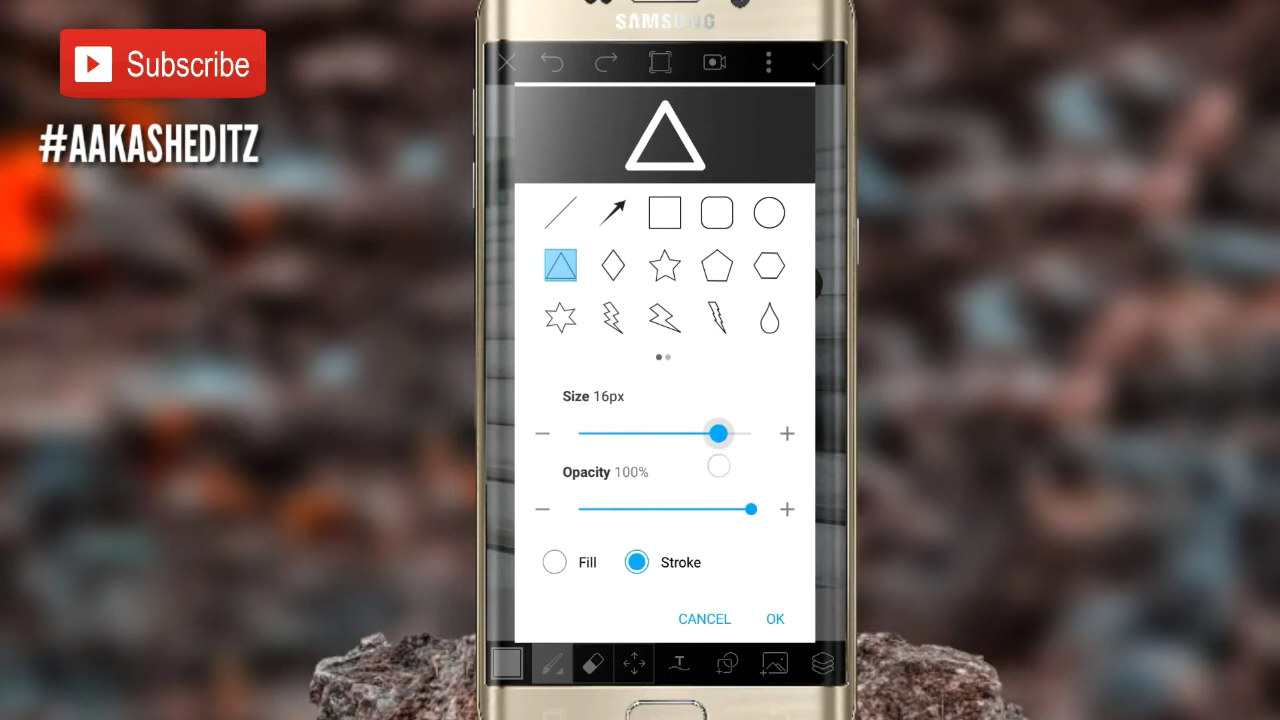 Subscribe
#AAKASHEDITZ
SAMSUNG
Size 16px
Opacity 100%
Fill
Stroke
CANCEL
OK